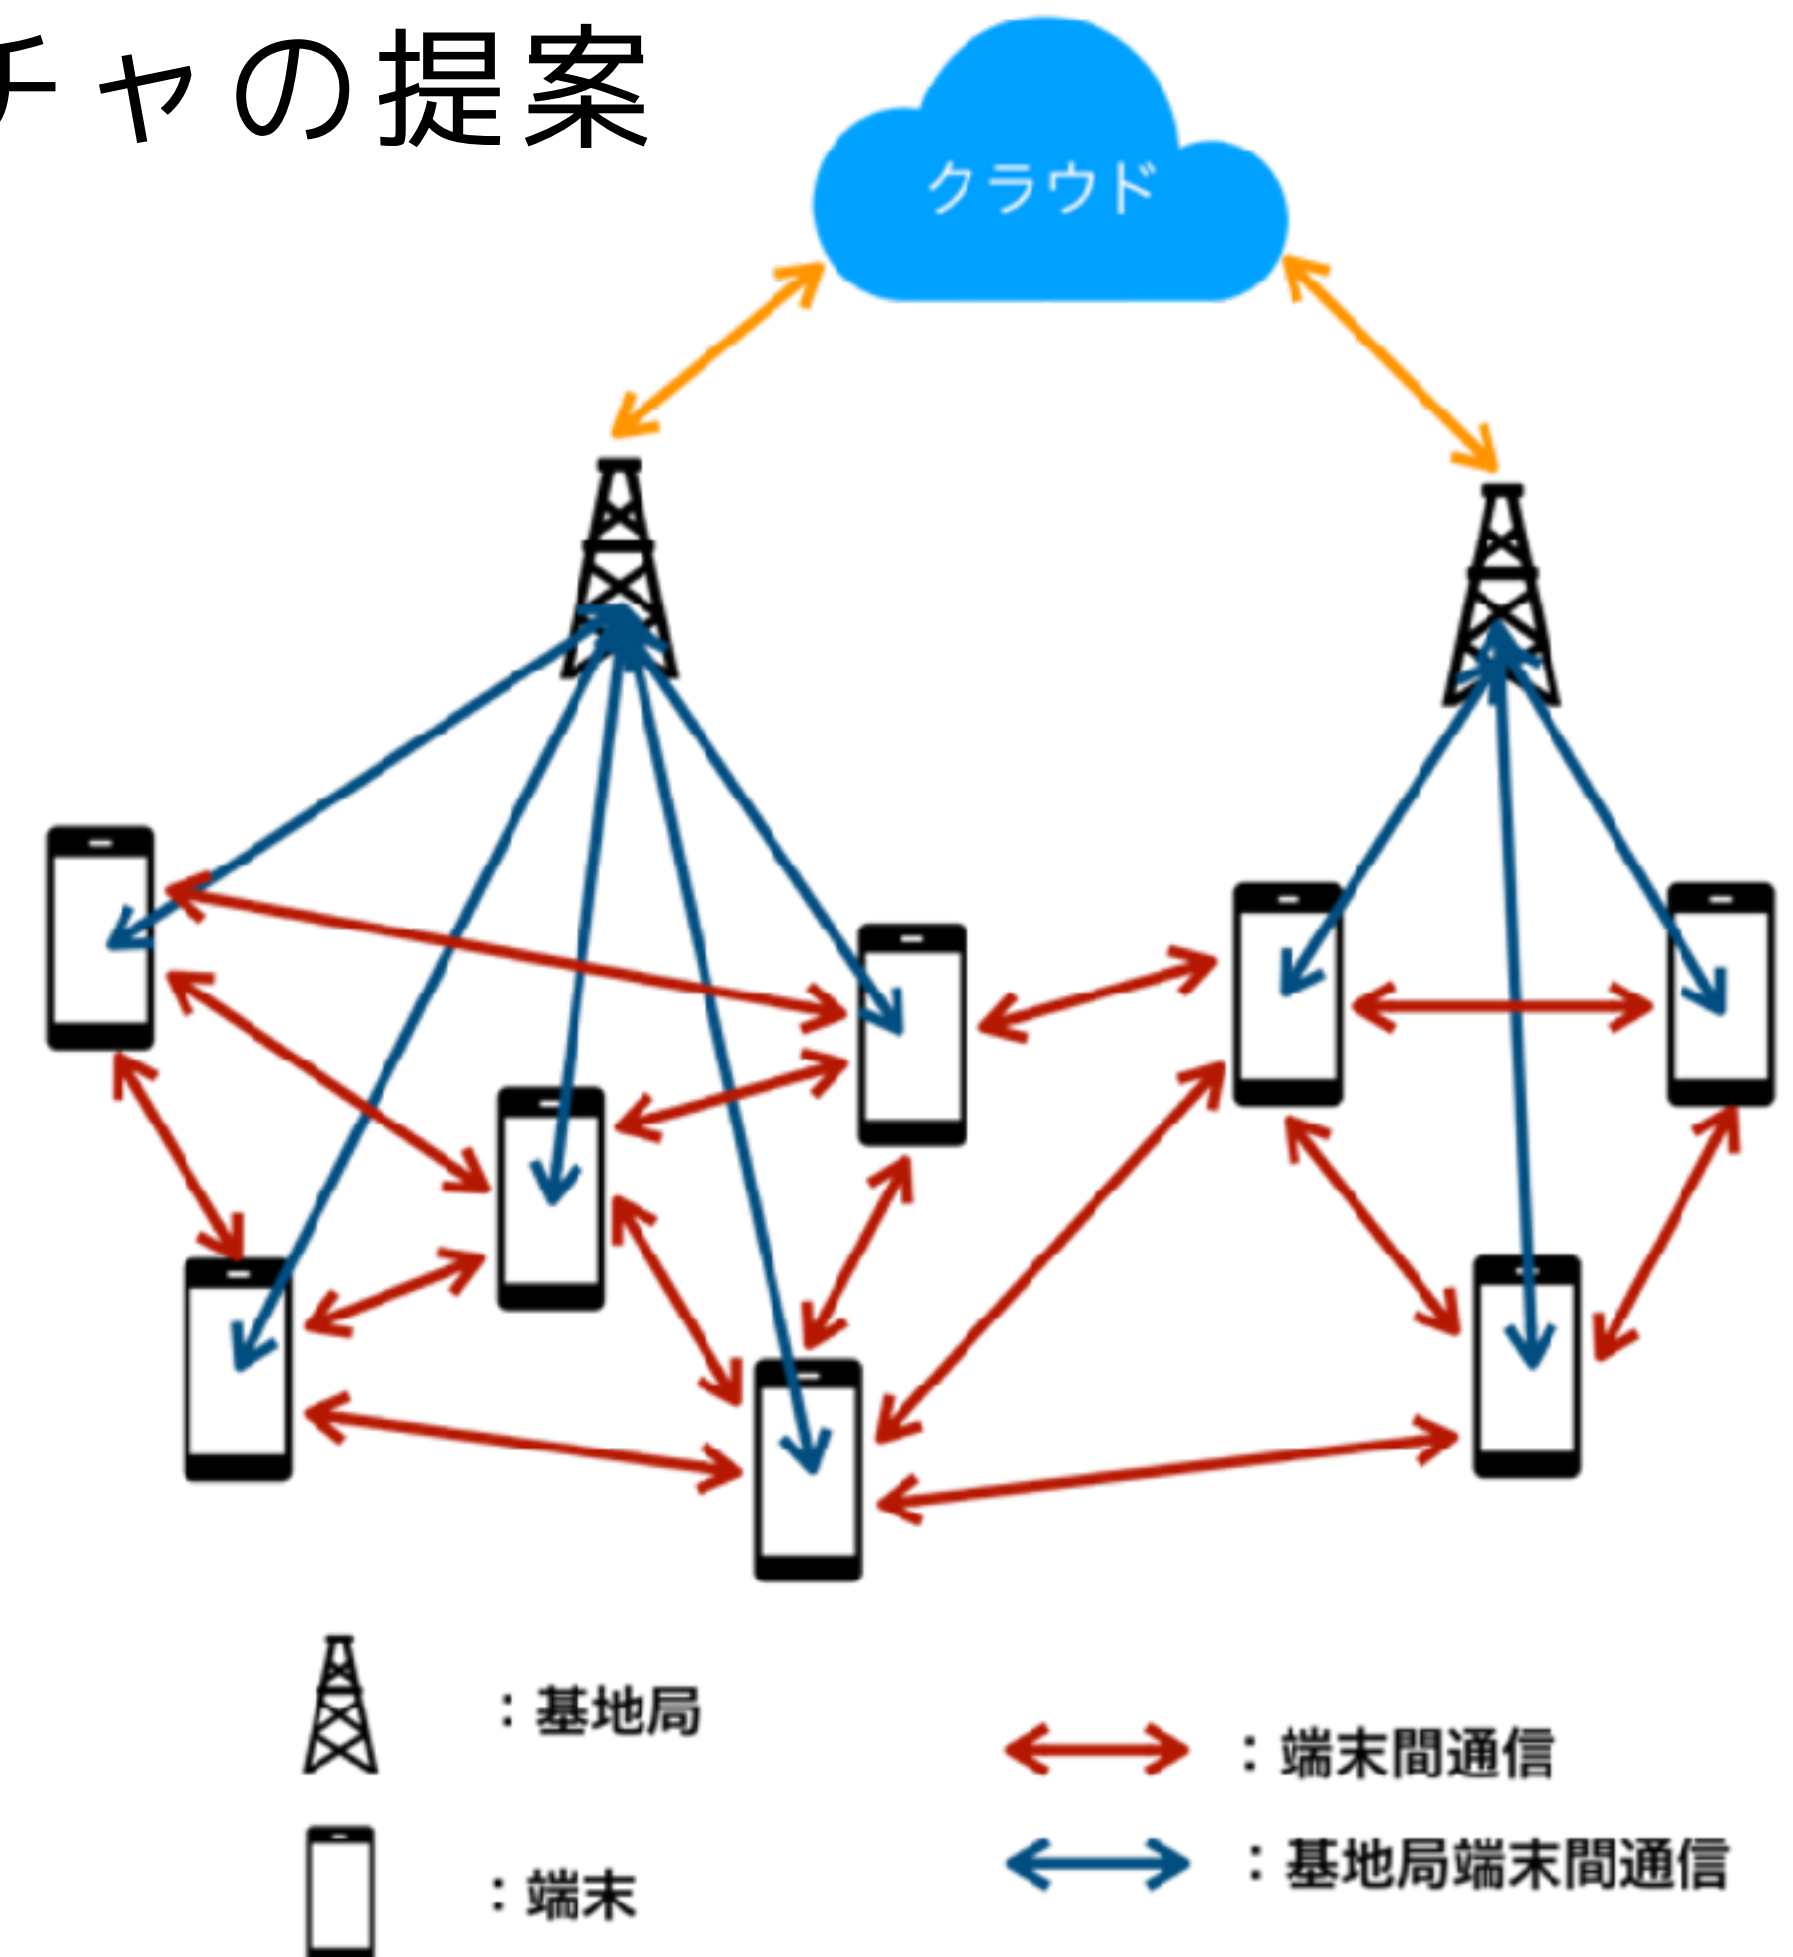 チャの提案
クラウド
：基地局
：端末間通信
：基地局端末間通信
：端末